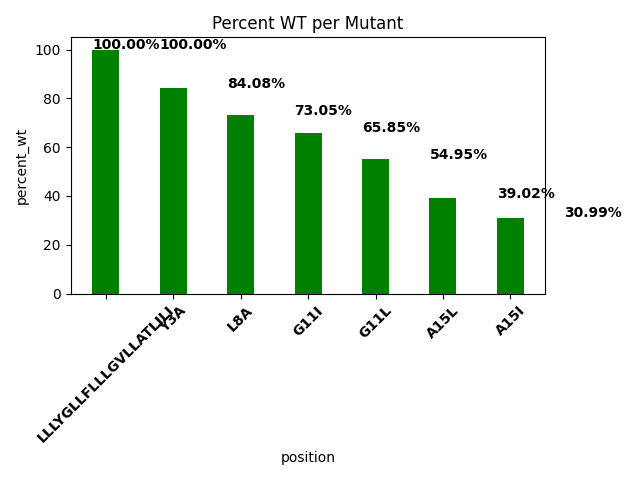 Percent WT per Mutant
100.00%
100.00%
84.08%
73.05%
65.85%
54.95%
39.02%
30.99%
percent_wt
100
80
60
40
20
0
LLLYGLLFLLLGVLLATLILI
Y3A
L8A
G11I
G11L
A15L
A15I
position